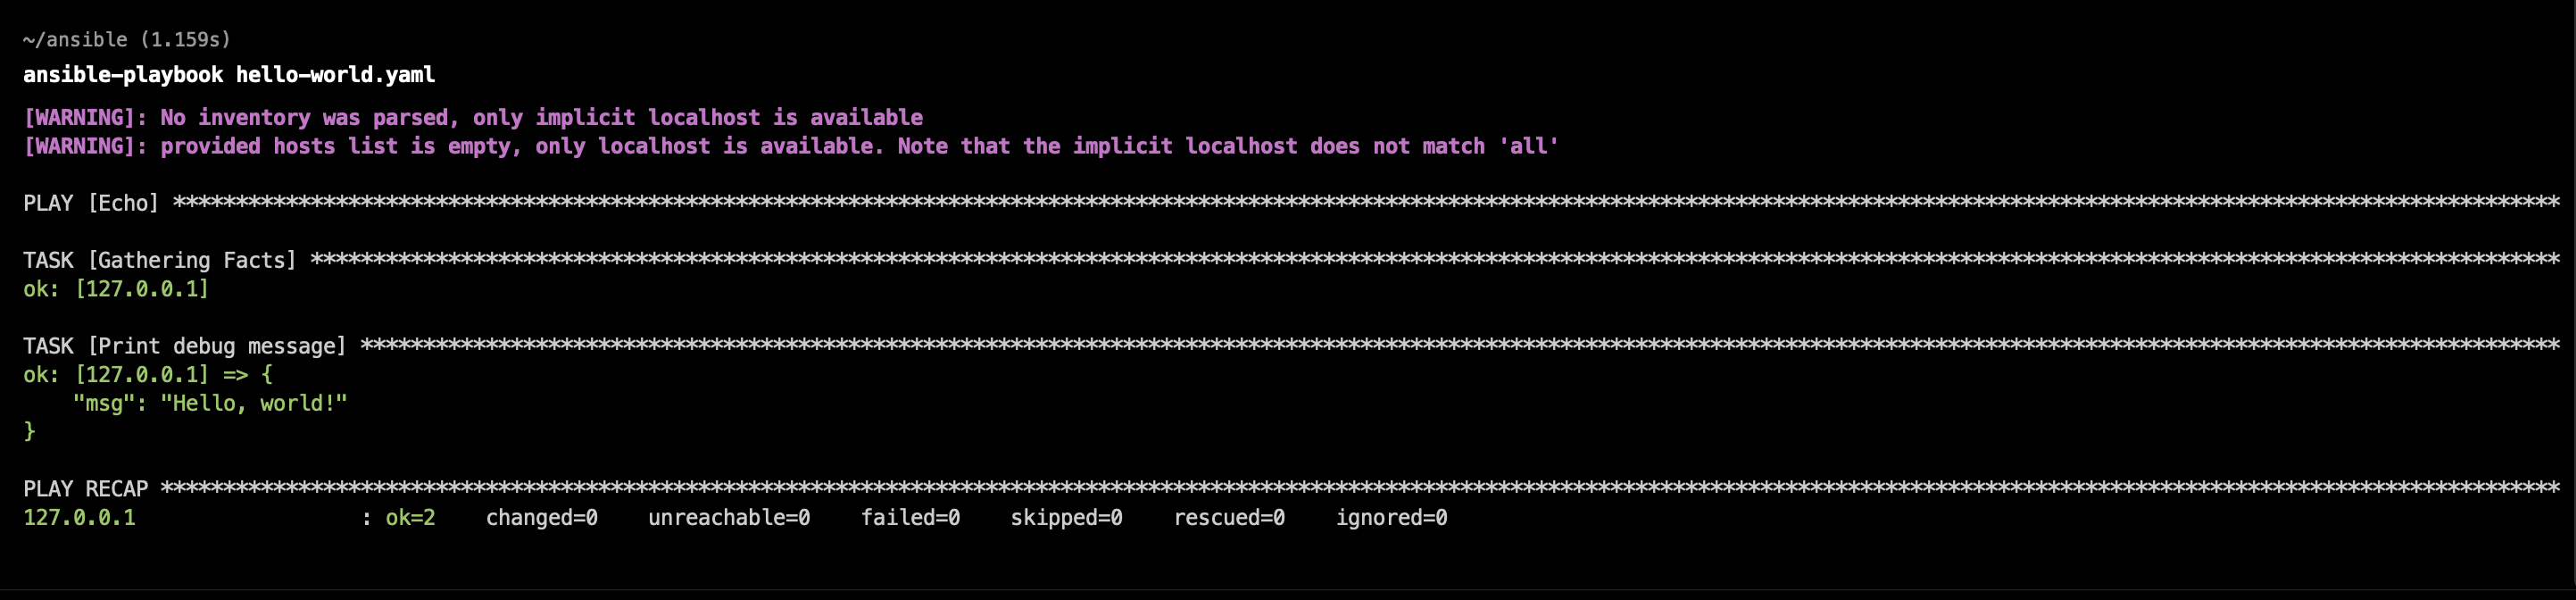 ~/ansible (1.159s)
ansible-playbook hello-world.yaml
[WARNING]: No inventory was parsed, only implicit localhost is available
[WARNING]: provided hosts list is empty, only localhost is available. Note that the implicit localhost does not match 'all'
PLAY [Echo] ***********************************************************************************************************************************************************************************************
TASK [Gathering Facts] ************************************************************************************************************************************************************************************
ok: [127.0.0.1]
TASK [Print debug message] ********************************************************************************************************************************************************************************
ok: [127.0.0.1] => {
    "msg": "Hello, world!"
}
PLAY RECAP ************************************************************************************************************************************************************************************************
127.0.0.1                  : ok=2    changed=0    unreachable=0    failed=0    skipped=0    rescued=0    ignored=0